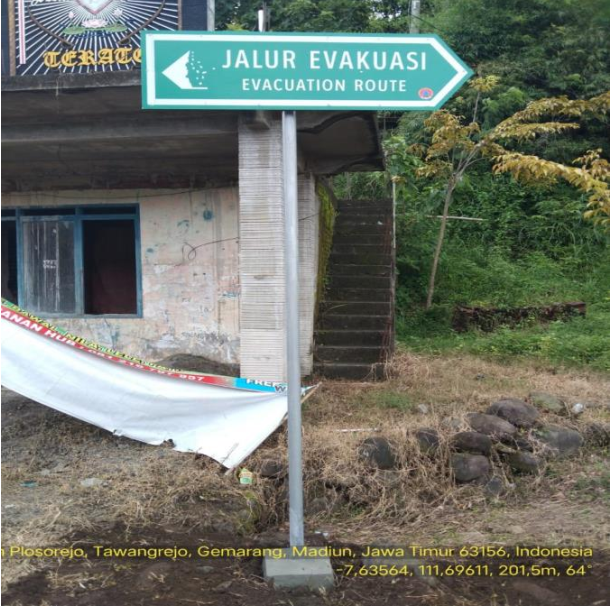 TERATE
JALUR EVAKUASI
EVACUATION ROUTE
Plosorejo, Tawangrejo, Gemarang, Madiun, Jawa Timur 63156, Indonesia
-7,63564, 111,69611, 201,5m, 64°